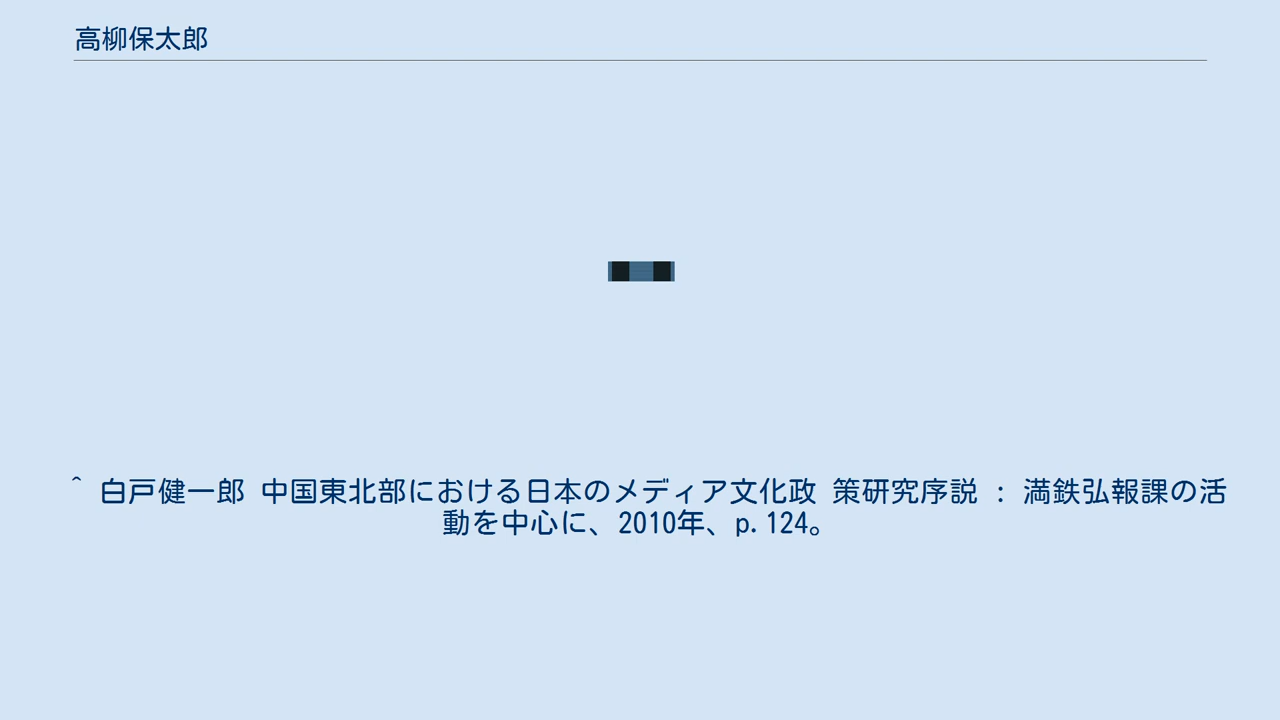 高柳保太郎
^ 白戸健一郎 中国東北部における日本のメディア文化政 策研究序説 : 満鉄弘報課の活
動を中心に、2010年、p.124。